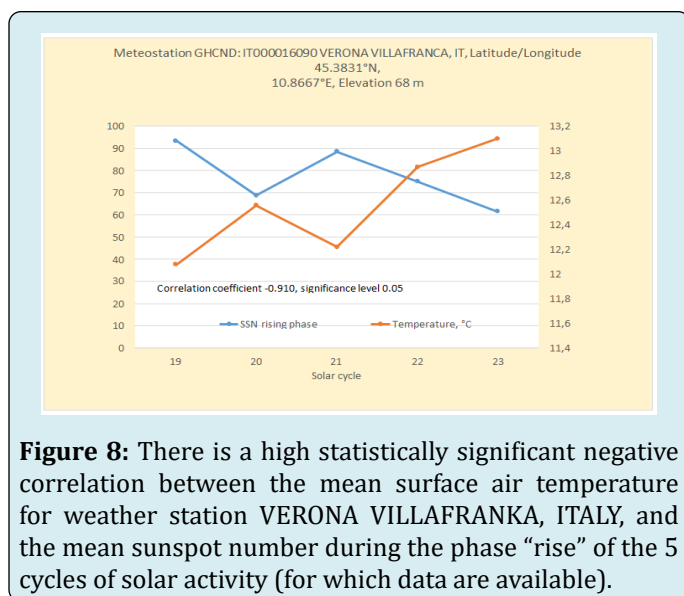 Meteostation GHCND: IT000016090 VERONA VILLAFRANCA, IT, Latitude/Longitude
45.3831°N,
10.8667°E, Elevation 68 m
100
90
80
70
60
50
40
30
20
10
0
13,2
13
12,8
12,6
12,4
12,2
12
11,8
11,6
11,4
Correlation coefficient -0.910, significance level 0.05
SSN rising phase Temperature, °C
19 20 21 22 23
Solar cycle
Figure 8: There is a high statistically significant negative
correlation between the mean surface air temperature
for weather station VERONA VILLAFRANKA, ITALY, and
the mean sunspot number during the phase “rise” of the 5
cycles of solar activity (for which data are available).